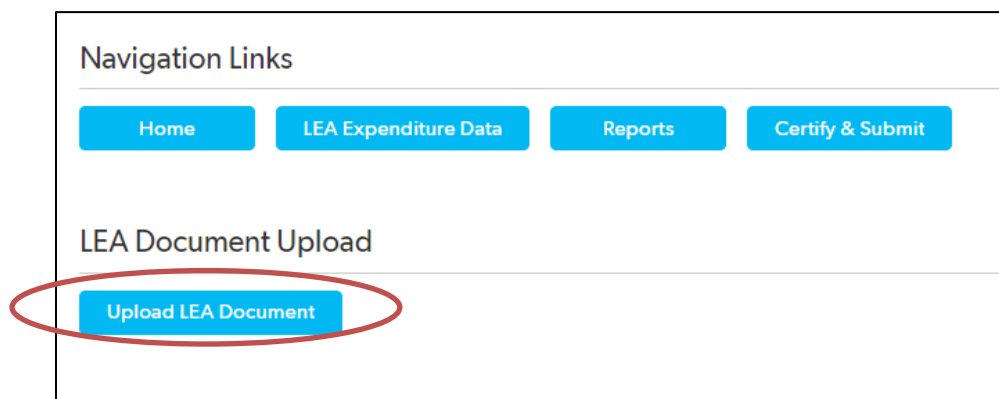 Navigation Links
Home LEA Expenditure Data Reports Certify & Submit
LEA Document Upload
Upload LEA Document